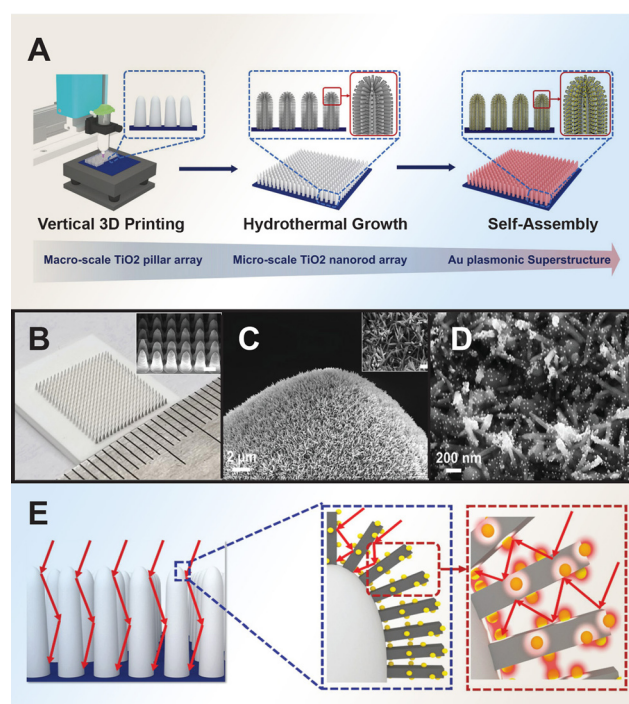 A
Vertical 3D Printing
Hydrothermal Growth
Self-Assembly
Macro-scale TiO2 pillar array
Micro-scale TiO2 nanorod array
Au plasmonic Superstructure
B
C
2 μm
D
200 nm
E